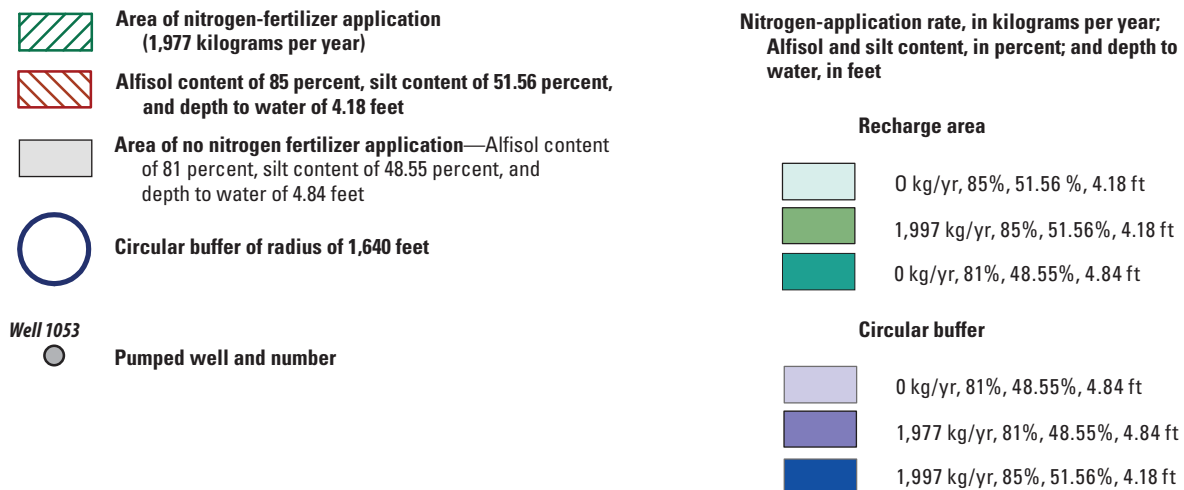 Area of nitrogen-fertilizer application
(1,977 kilograms per year)
Alfisol content of 85 percent, silt content of 51.56 percent,
and depth to water of 4.18 feet
Area of no nitrogen fertilizer application—Alfisol content
of 81 percent, silt content of 48.55 percent, and
depth to water of 4.84 feet
Circular buffer of radius of 1,640 feet
Well 1053
Pumped well and number
Nitrogen-application rate, in kilograms per year;
Alfisol and silt content, in percent; and depth to
water, in feet
Recharge area
0 kg/yr, 85%, 51.56 %, 4.18 ft
1,997 kg/yr, 85%, 51.56%, 4.18 ft
0 kg/yr, 81%, 48.55%, 4.84 ft
Circular buffer
0 kg/yr, 81%, 48.55%, 4.84 ft
1,977 kg/yr, 81%, 48.55%, 4.84 ft
1,997 kg/yr, 85%, 51.56%, 4.18 ft